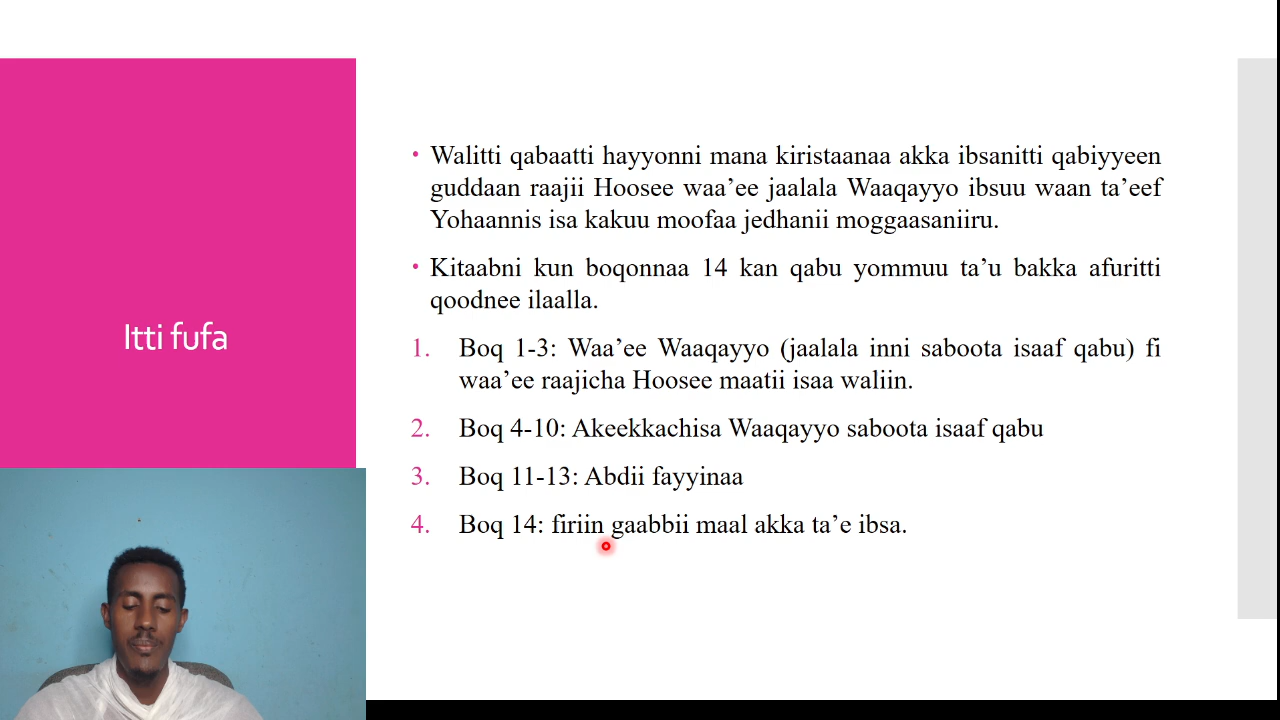 Itti fufa
• Walitti qabaatti hayyonni mana kiristaanaa akka ibsanitti qabiyyeen
guddaan raajii Hoosee waa’ee jaalala Waaqayyo ibsuu waan ta’eef
Yohaannis isa kakuu moofaa jedhanii moggaasaniiru.
• Kitaabni kun boqonnaa 14 kan qabu yommuu ta’u bakka afuritti
qoodnee ilaalla.
1. Boq 1-3: Waa’ee Waaqayyo (jaalala inni saboota isaaf qabu) fi
waa’ee raajicha Hoosee maatii isaa waliin.
2. Boq 4-10: Akeekkachisa Waaqayyo saboota isaaf qabu
3. Boq 11-13: Abdii fayyinaa
4. Boq 14: firiin gaabbii maal akka ta’e ibsa.